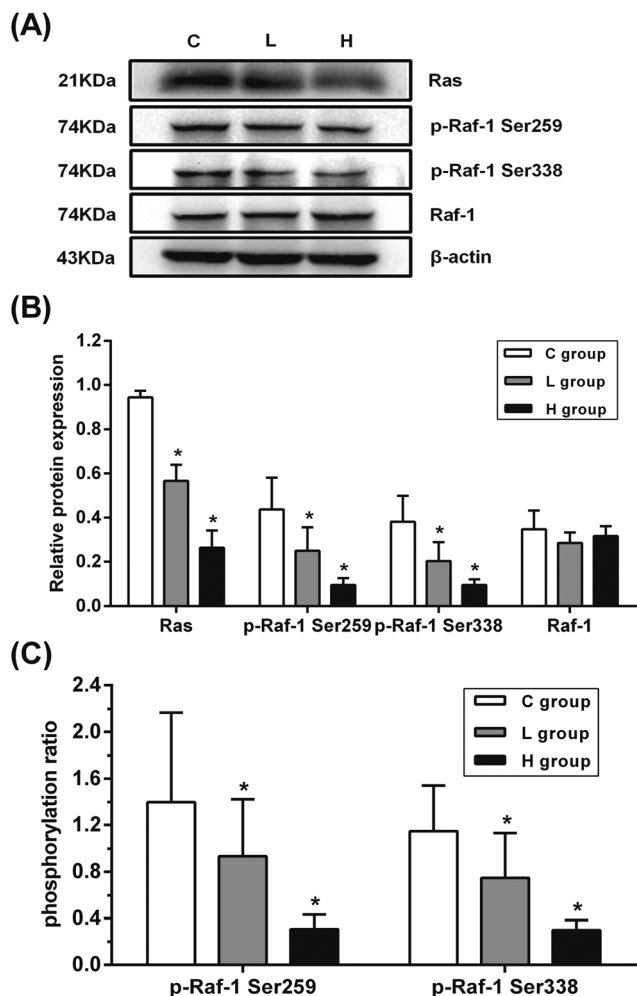 (A)
C L H
21KDa Ras
74KDa p-Raf-1 Ser259
74KDa p-Raf-1 Ser338
74KDa Raf-1
43KDa β-actin
(B)
Relative protein expression
1.2
1.0
0.8
0.6
0.4
0.2
0.0
C group
L group
H group
* * * * * *
Ras p-Raf-1 Ser259 p-Raf-1 Ser338 Raf-1
(C)
phosphorylation ratio
2.4
2.0
1.6
1.2
0.8
0.4
0.0
C group
L group
H group
* * * *
p-Raf-1 Ser259 p-Raf-1 Ser338